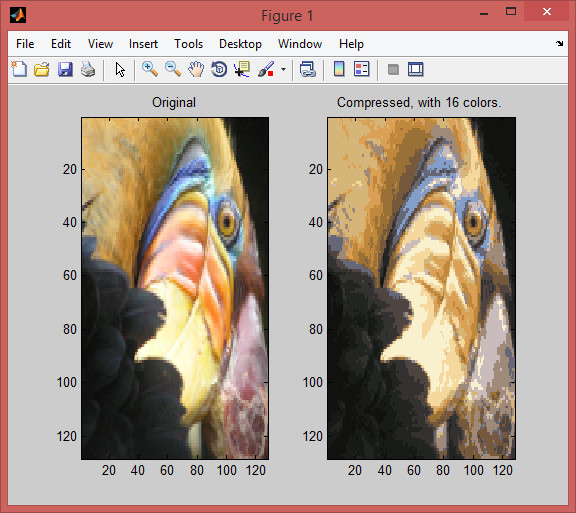 Figure 1
File Edit View Insert Tools Desktop Window Help
Original
Compressed, with 16 colors.
20
40
60
80
100
120
20 40 60 80 100 120
20
40
60
80
100
120
20 40 60 80 100 120